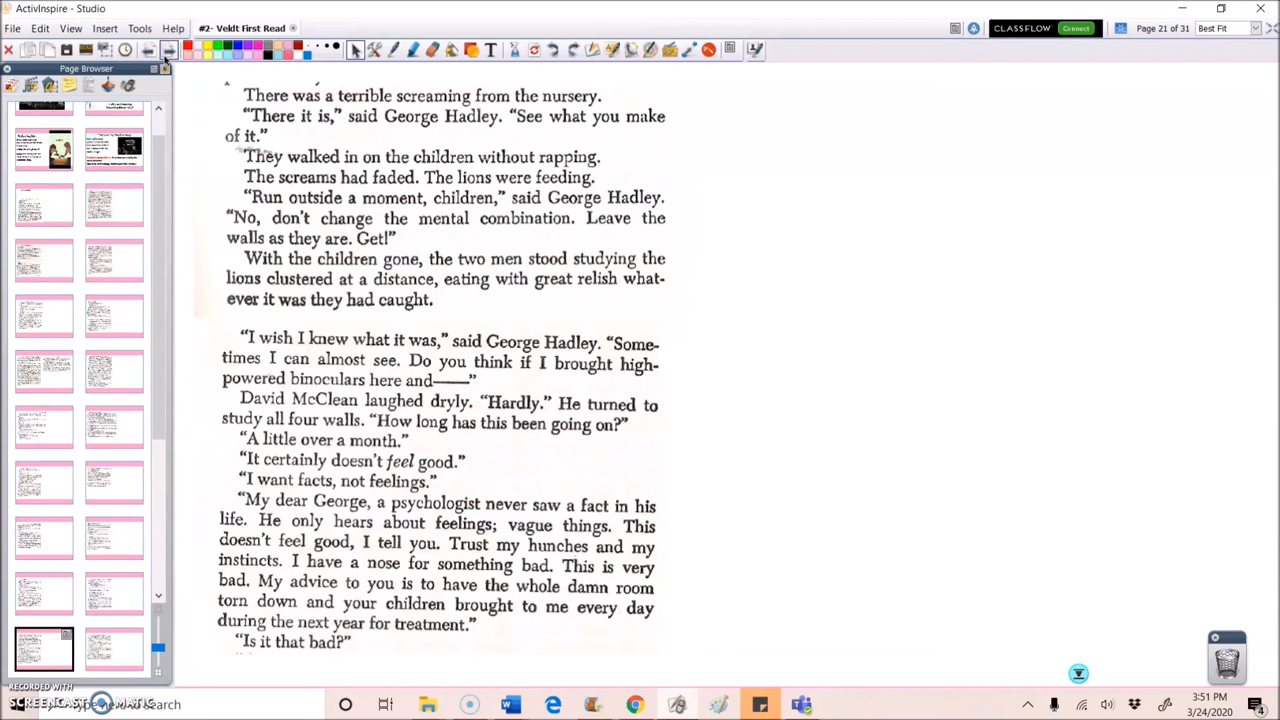 ActivInspire - Studio
File Edit View Insert Tools Help #2- Veldt First Read
CLASSFLOW Connect Page 21 of 31 Best Fit
Page Browser
There was a terrible screaming from the nursery.
“There it is,” said George Hadley. “See what you make
of it.”
They walked in on the children without rapping.
The screams had faded. The lions were feeding.
“Run outside a moment, children,” said George Hadley.
“No, don’t change the mental combination. Leave the
walls as they are. Get!”
With the children gone, the two men stood studying the
lions clustered at a distance, eating with great relish what-
ever it was they had caught.
“I wish I knew what it was,” said George Hadley. “Some-
times I can almost see. Do you think if I brought high-
powered binoculars here and——”
David McClean laughed dryly. “Hardly.” He turned to
study all four walls. “How long has this been going on?”
“A little over a month.”
“It certainly doesn’t feel good.”
“I want facts, not feelings.”
“My dear George, a psychologist never saw a fact in his
life. He only hears about feelings; vague things. This
doesn’t feel good, I tell you. Trust my hunches and my
instincts. I have a nose for something bad. This is very
bad. My advice to you is to have the whole damn room
torn down and your children brought to me every day
during the next year for treatment.”
“Is it that bad?”
RECORDED WITH
SCREENCAST MATIC
to search
3:51 PM
3/24/2020
4